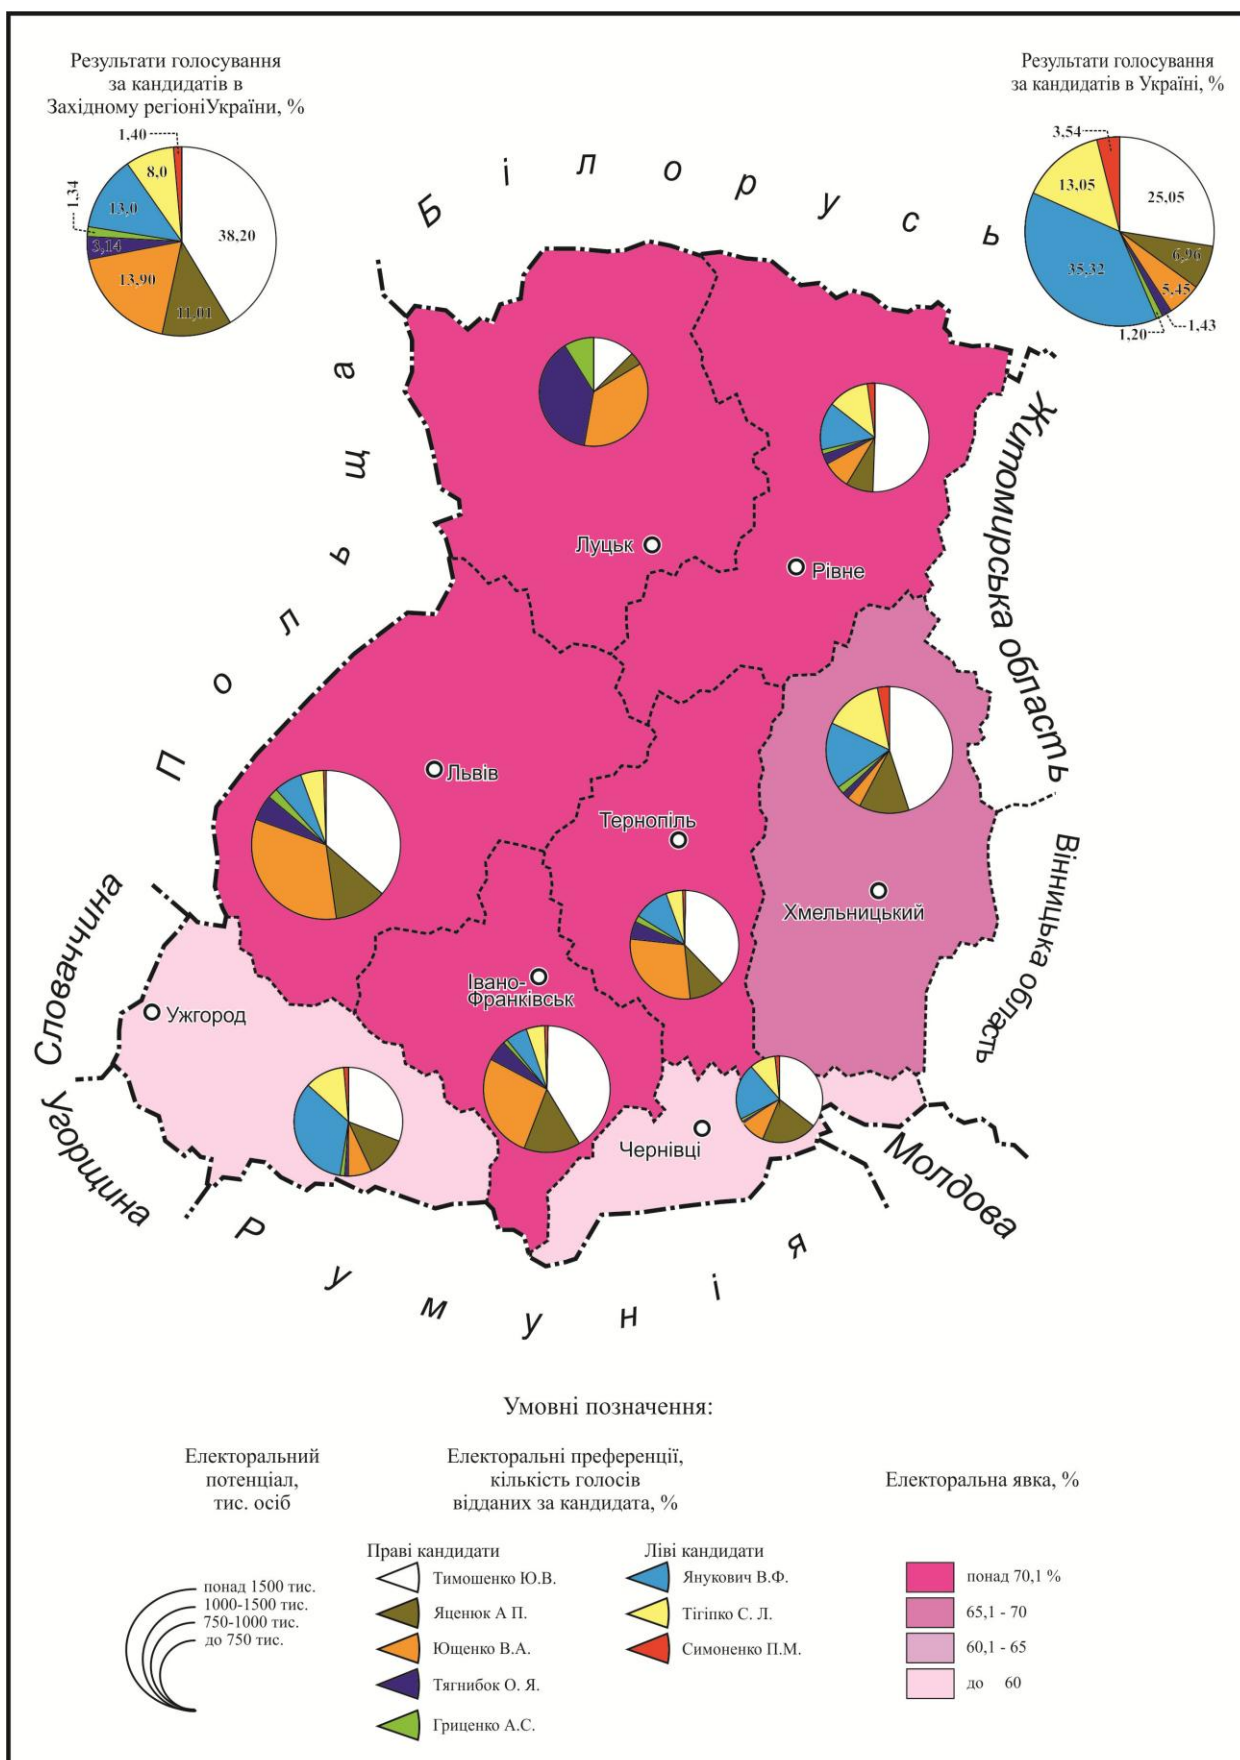 Результати голосування
за кандидатів в
Західному регіоніУкраїни, %
1,40
8,0
1,34
13,0
38,20
3,14
13,90
11,01
Результати голосування
за кандидатів в Україні, %
3,54
13,05
25,05
35,32
6,96
5,45
1,43
1,20
Білорусь
Польща
Житомирська область
Луцьк
Рівне
Львів
Тернопіль
Хмельницький
Вінницька область
Словаччина
Івано-
Франківськ
Ужгород
Угорщина
Чернівці
Молдова
Румунія
Умовні позначення:
Електоральний
потенціал,
тис. осіб
понад 1500 тис.
1000-1500 тис.
750-1000 тис.
до 750 тис.
Електоральні преференції,
кількість голосів
відданих за кандидата, %
Праві кандидати
Тимошенко Ю.В.
Яценюк А П.
Ющенко В.А.
Тягнибок О. Я.
Гриценко А.С.
Ліві кандидати
Янукович В.Ф.
Тігіпко С. Л.
Симоненко П.М.
Електоральна явка, %
понад 70,1 %
65,1 - 70
60,1 - 65
до 60